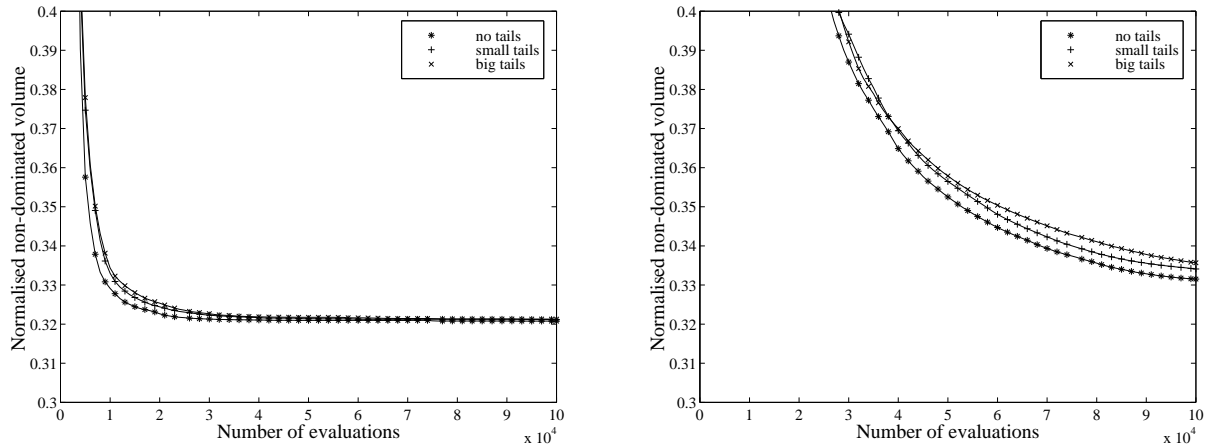 0.4
0.39
0.38
0.37
0.36
0.35
0.34
0.33
0.32
0.31
0.3
Normalised non-dominated volume
no tails
small tails
big tails
0 1 2 3 4 5 6 7 8 9 10
Number of evaluations
x 10^4
0.4
0.39
0.38
0.37
0.36
0.35
0.34
0.33
0.32
0.31
0.3
Normalised non-dominated volume
no tails
small tails
big tails
0 1 2 3 4 5 6 7 8 9 10
Number of evaluations
x 10^4